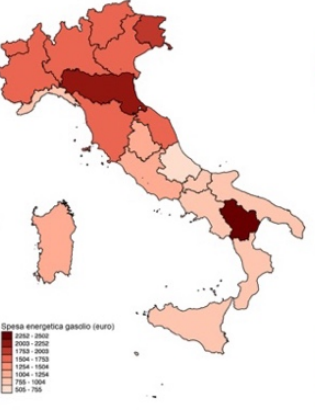 Spesa energetica gasolio (euro)
2252 - 2502
2003 - 2252
1753 - 2003
1504 - 1753
1254 - 1504
1004 - 1254
755 - 1004
505 - 755